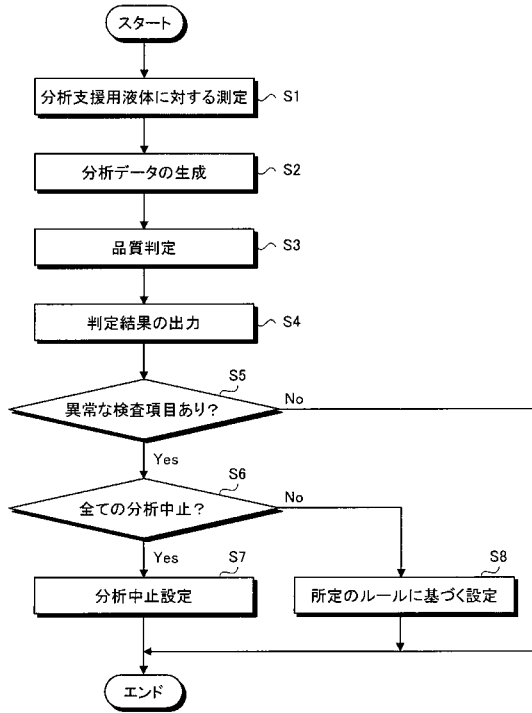 スタート
分析支援用液体に対する測定
S1
分析データの生成
S2
品質判定
S3
判定結果の出力
S4
S5
異常な検査項目あり？
No
Yes
S6
全ての分析中止？
No
Yes
S7
分析中止設定
S8
所定のルールに基づく設定
エンド